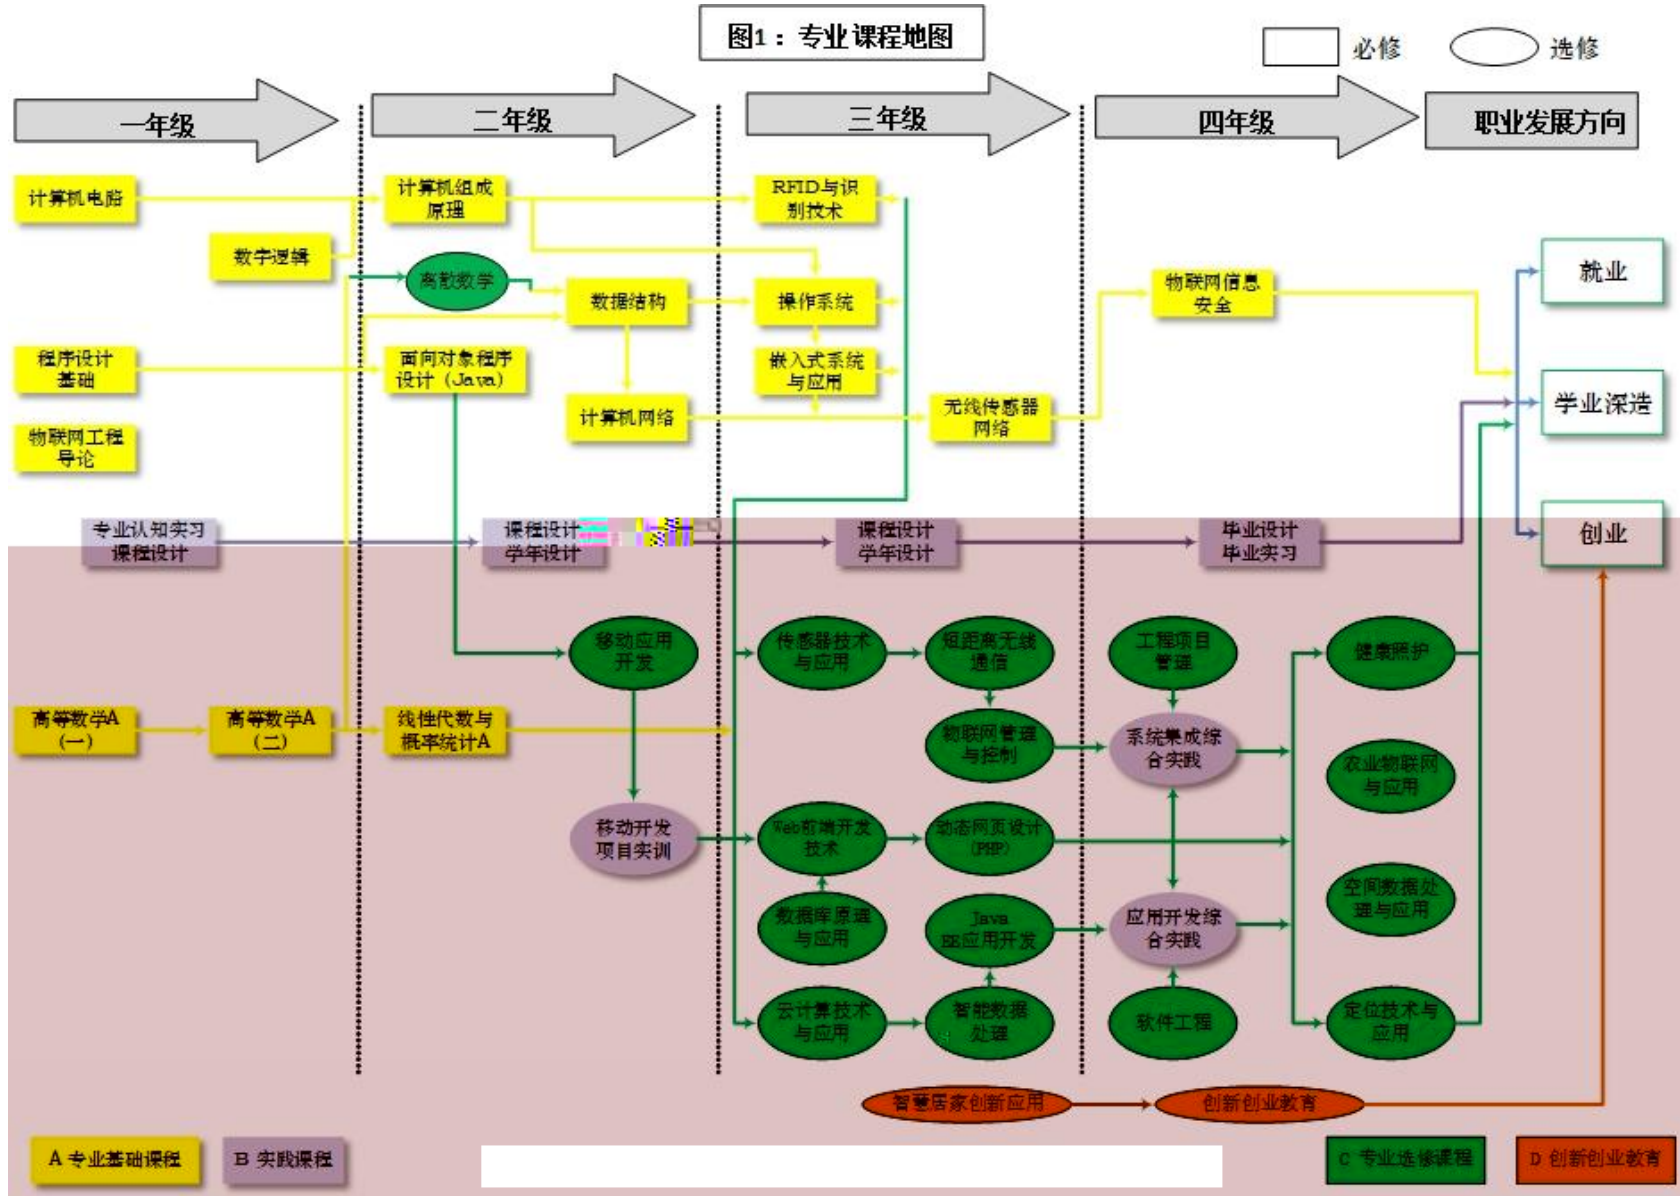 图1：专业课程地图
必修
选修
一年级
二年级
三年级
四年级
职业发展方向
计算机电路
计算机组成
原理
RFID与识
别技术
数字逻辑
离散数学
数据结构
操作系统
物联网信息
安全
就业
程序设计
基础
面向对象程序
设计（Java）
嵌入式系统
与应用
计算机网络
无线传感器
网络
学业深造
物联网工程
导论
专业认知实习
课程设计
课程设计
学年设计
课程设计
学年设计
毕业设计
毕业实习
创业
移动应用
开发
传感器技术
与应用
短距离无线
通信
工程项目
管理
健康照护
高等数学A
(一)
高等数学A
(二)
线性代数与
概率统计A
物联网管理
与控制
系统集成综
合实践
农业物联网
与应用
移动开发
项目实训
Web前端开发
技术
动态网页设计
(PHP)
空间数据处
理与应用
数据库原理
与应用
Java
EE应用开发
应用开发综
合实践
云计算技术
与应用
智能数据
处理
软件工程
定位技术与
应用
智慧居家创新应用
创新创业教育
A 专业基础课程
B 实践课程
C 专业选修课程
D 创新创业教育